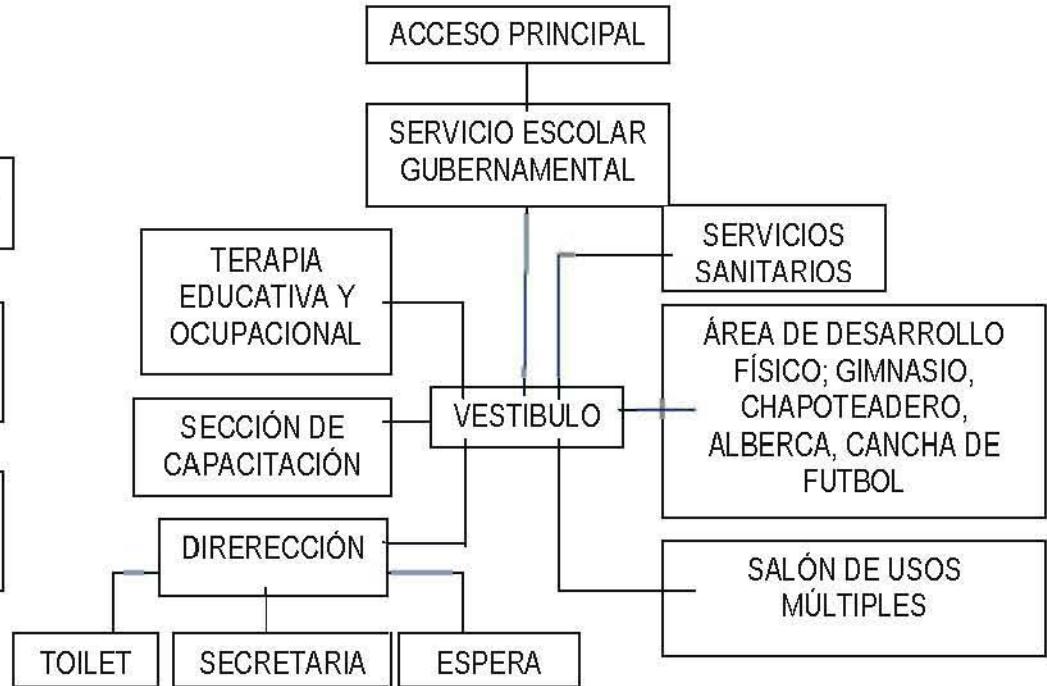 ACCESO PRINCIPAL
SERVICIO ESCOLAR
GUBERNAMENTAL
SERVICIOS
SANITARIOS
TERAPIA
EDUCATIVA Y
OCUPACIONAL
ÁREA DE DESARROLLO
FÍSICO; GIMNASIO,
CHAPOTEADERO,
ALBERCA, CANCHA DE
FUTBOL
VESTIBULO
SECCIÓN DE
CAPACITACIÓN
DIRERECCIÓN
SALÓN DE USOS
MÚLTIPLES
TOILET
SECRETARIA
ESPERA